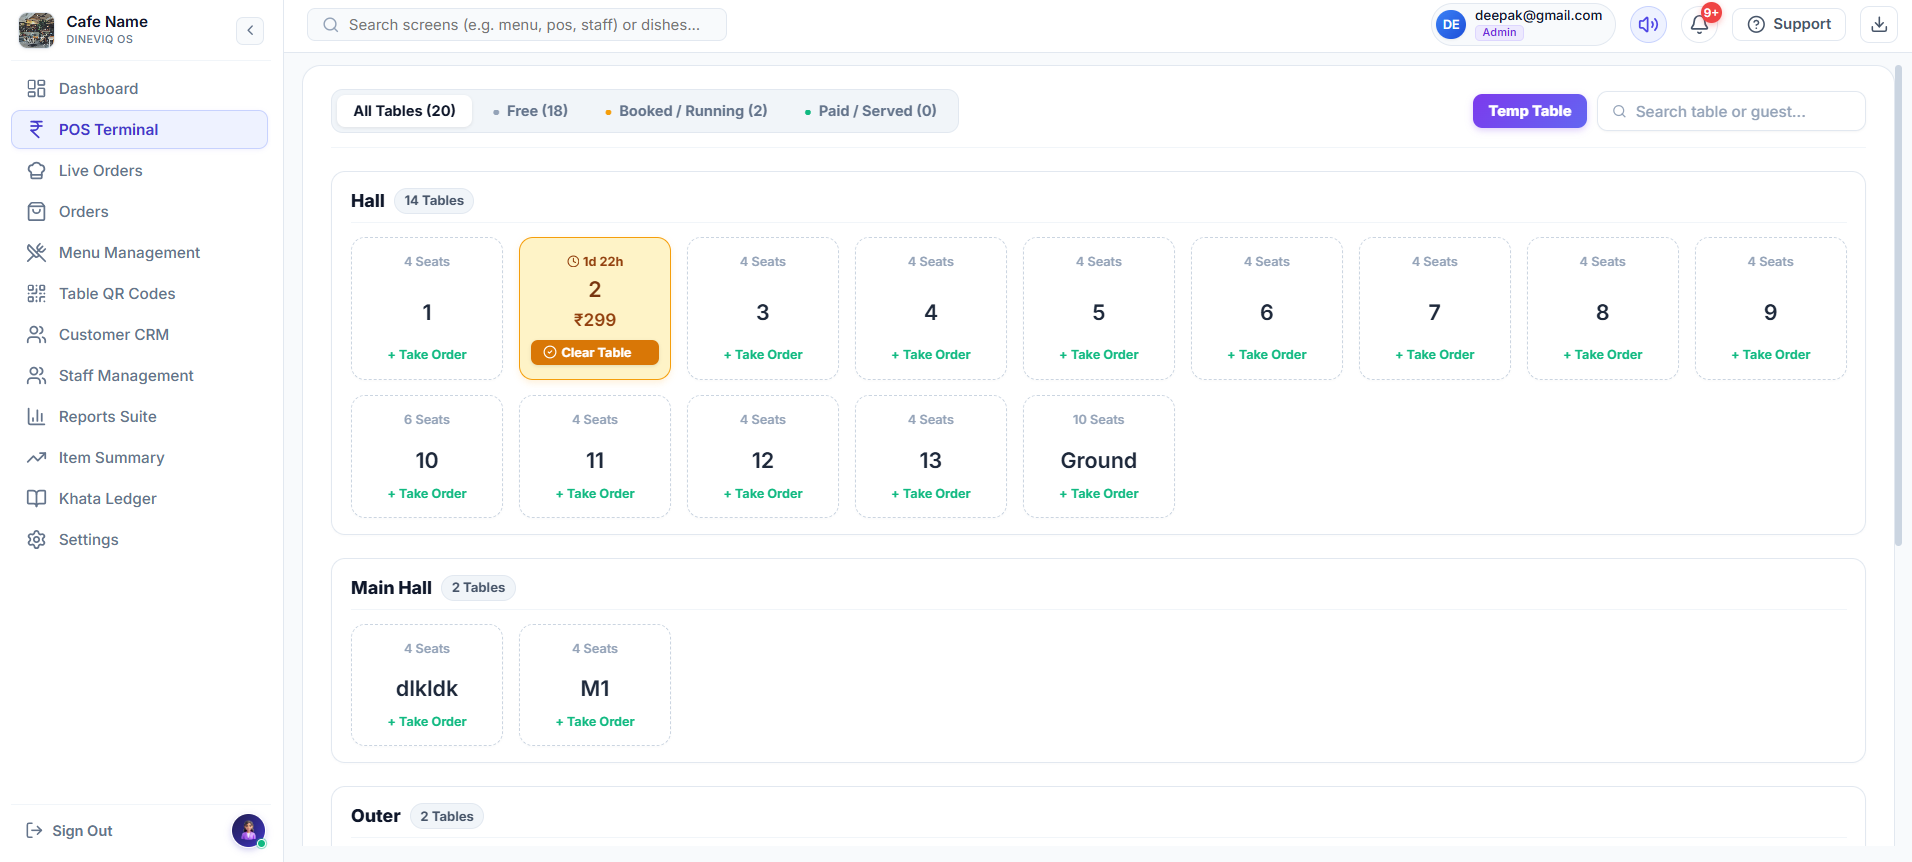 Cafe Name
DINEVIQ OS
Dashboard
POS Terminal
Live Orders
Orders
Menu Management
Table QR Codes
Customer CRM
Staff Management
Reports Suite
Item Summary
Khata Ledger
Settings
Sign Out
Search screens (e.g. menu, pos, staff) or dishes...
DE
deepak@gmail.com
Admin
9+
Support
All Tables (20)
Free (18)
Booked / Running (2)
Paid / Served (0)
Temp Table
Search table or guest...
Hall 14 Tables
4 Seats
1
+ Take Order
1d 22h
2
₹299
Clear Table
4 Seats
3
+ Take Order
4 Seats
4
+ Take Order
4 Seats
5
+ Take Order
4 Seats
6
+ Take Order
4 Seats
7
+ Take Order
4 Seats
8
+ Take Order
4 Seats
9
+ Take Order
6 Seats
10
+ Take Order
4 Seats
11
+ Take Order
4 Seats
12
+ Take Order
4 Seats
13
+ Take Order
10 Seats
Ground
+ Take Order
Main Hall 2 Tables
4 Seats
dlkldk
+ Take Order
4 Seats
M1
+ Take Order
Outer 2 Tables